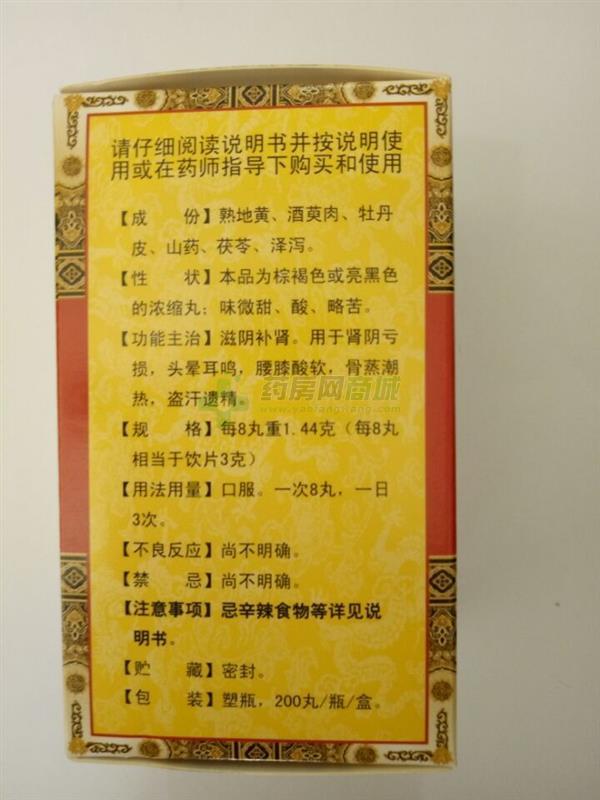 请仔细阅读说明书并按说明使
用或在药师指导下购买和使用
【成　份】熟地黄、酒萸肉、牡丹
皮、山药、茯苓、泽泻。
【性　状】本品为棕褐色或亮黑色
的浓缩丸；味微甜、酸、略苦。
【功能主治】滋阴补肾。用于肾阴亏
损，头晕耳鸣，腰膝酸软，骨蒸潮
热，盗汗遗精。
药房网商城
www.yaofangwang.com
【规　格】每8丸重1.44克（每8丸
相当于饮片3克）
【用法用量】口服。一次8丸，一日
3次。
【不良反应】尚不明确。
【禁　忌】尚不明确。
【注意事项】忌辛辣食物等详见说
明书。
【贮　藏】密封。
【包　装】塑瓶，200丸/瓶/盒。